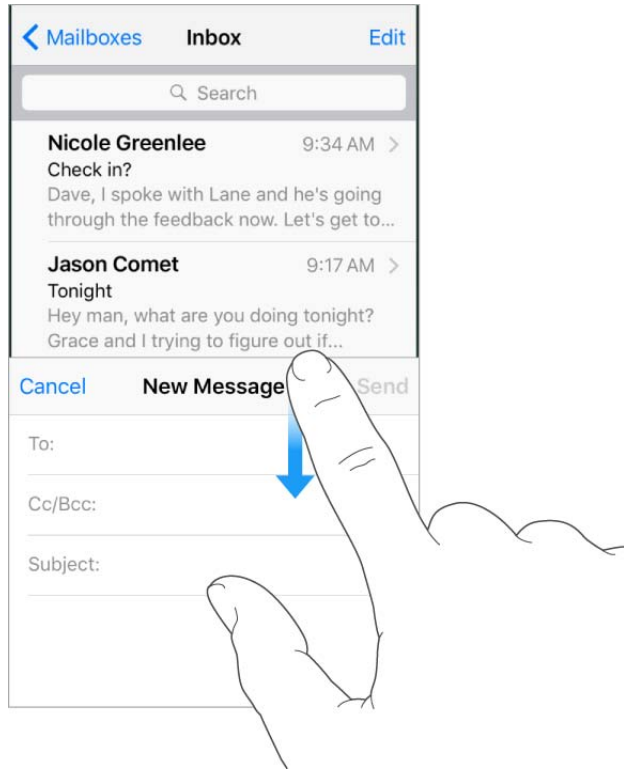 Mailboxes Inbox Edit
Search
Nicole Greenlee 9:34 AM
Check in?
Dave, I spoke with Lane and he's going
through the feedback now. Let's get to...
Jason Comet 9:17 AM
Tonight
Hey man, what are you doing tonight?
Grace and I trying to figure out if...
Cancel New Message Send
To:
Cc/Bcc:
Subject: